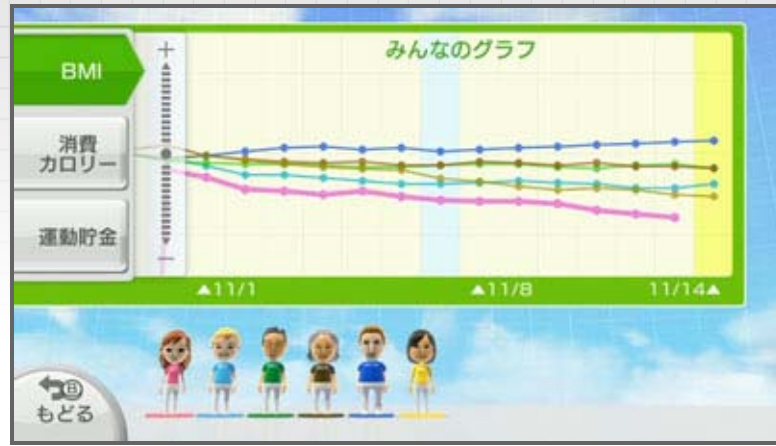 みんなのグラフ
BMI
+
消費
カロリー
運動貯金
−
▲11/1
▲11/8
11/14▲
B
もどる